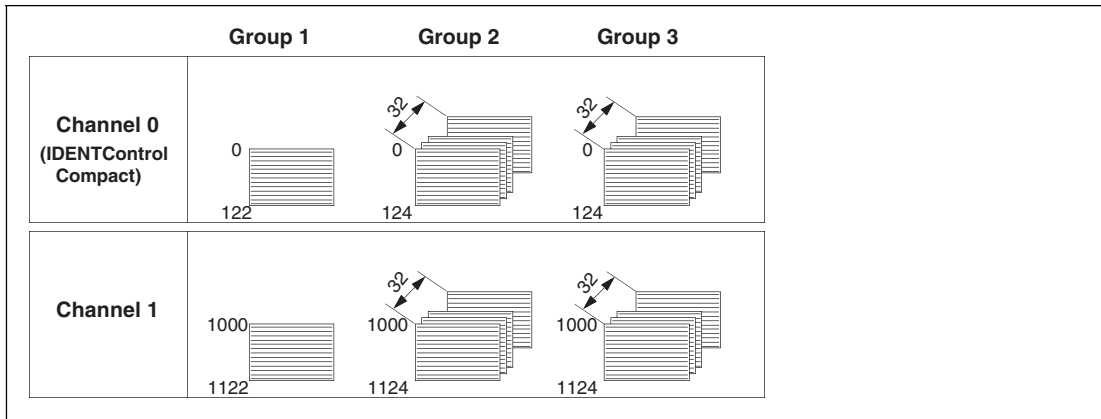 Group 1 Group 2 Group 3
Channel 0
(IDENTControl
Compact)
32 32
0 0 0
122 124 124
Channel 1
32 32
1000 1000 1000
1122 1124 1124